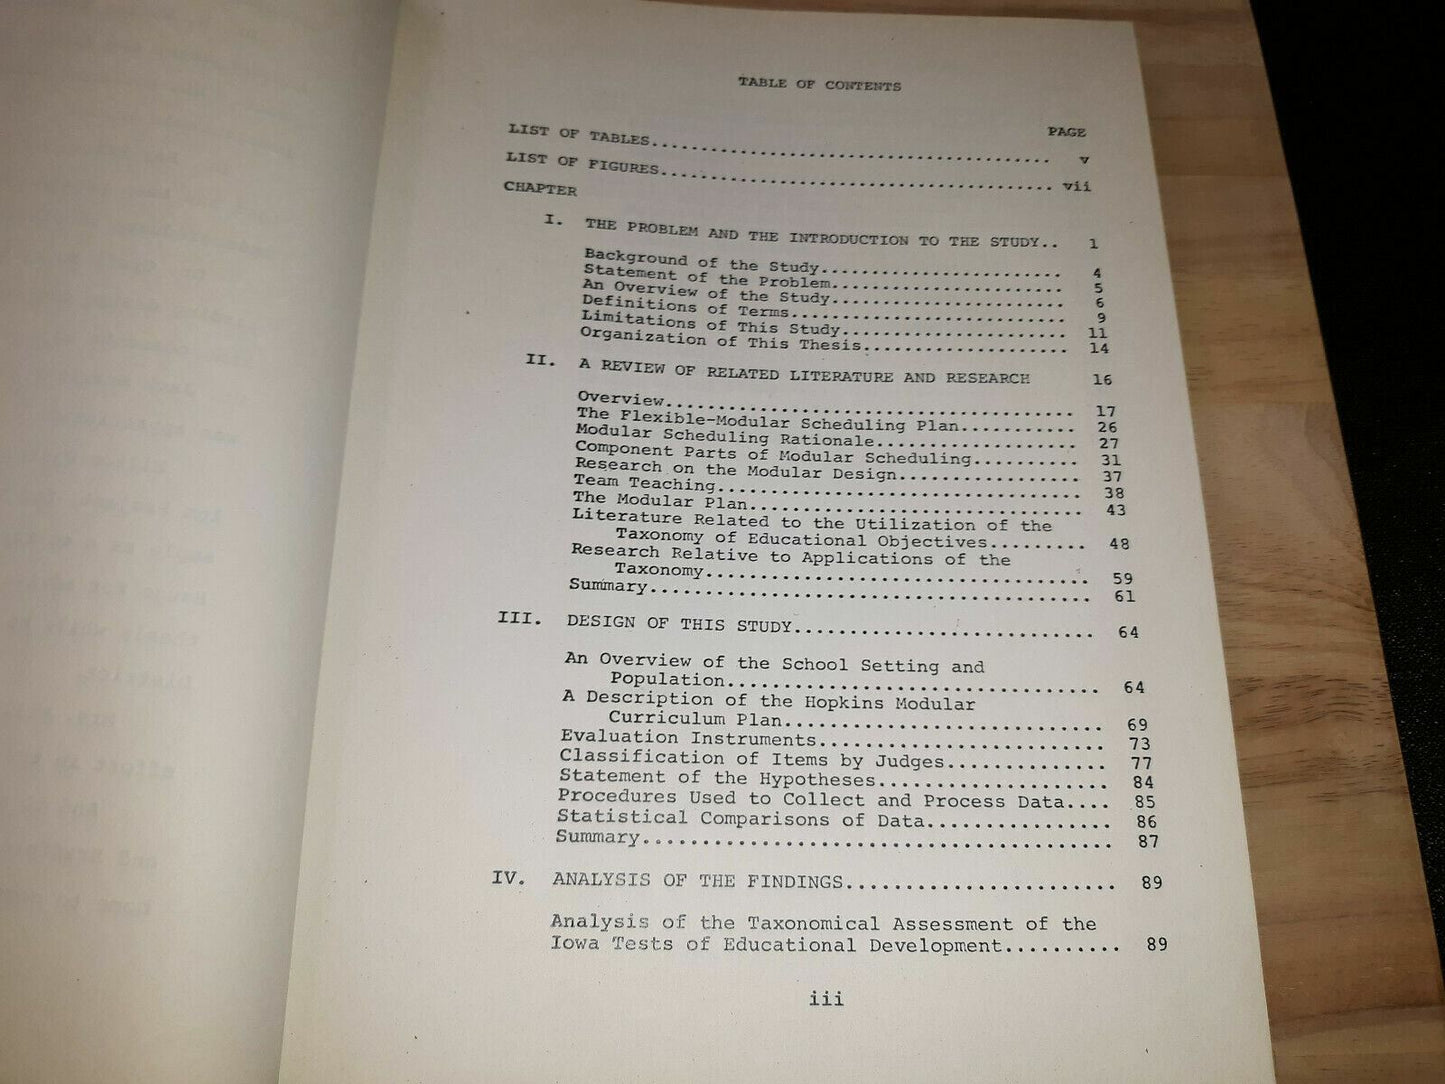 TABLE OF CONTENTS
PAGE
LIST OF TABLES........................................ v
LIST OF FIGURES....................................... vii
CHAPTER
I. THE PROBLEM AND THE INTRODUCTION TO THE STUDY.. 1
Background of the Study........................ 4
Statement of the Problem....................... 5
An Overview of the Study....................... 6
Definitions of Terms........................... 9
Limitations of This Study...................... 11
Organization of This Thesis.................... 14
II. A REVIEW OF RELATED LITERATURE AND RESEARCH 16
Overview....................................... 17
The Flexible-Modular Scheduling Plan........... 26
Modular Scheduling Rationale................... 27
Component Parts of Modular Scheduling.......... 31
Research on the Modular Design................. 37
Team Teaching.................................. 38
The Modular Plan............................... 43
Literature Related to the Utilization of the
Taxonomy of Educational Objectives......... 48
Research Relative to Applications of the
Taxonomy................................... 59
Summary........................................ 61
III. DESIGN OF THIS STUDY........................... 64
An Overview of the School Setting and
Population................................. 64
A Description of the Hopkins Modular
Curriculum Plan............................ 69
Evaluation Instruments......................... 73
Classification of Items by Judges.............. 77
Statement of the Hypotheses.................... 84
Procedures Used to Collect and Process Data.... 85
Statistical Comparisons of Data................ 86
Summary........................................ 87
IV. ANALYSIS OF THE FINDINGS....................... 89
Analysis of the Taxonomical Assessment of the
Iowa Tests of Educational Development.......... 89
iii